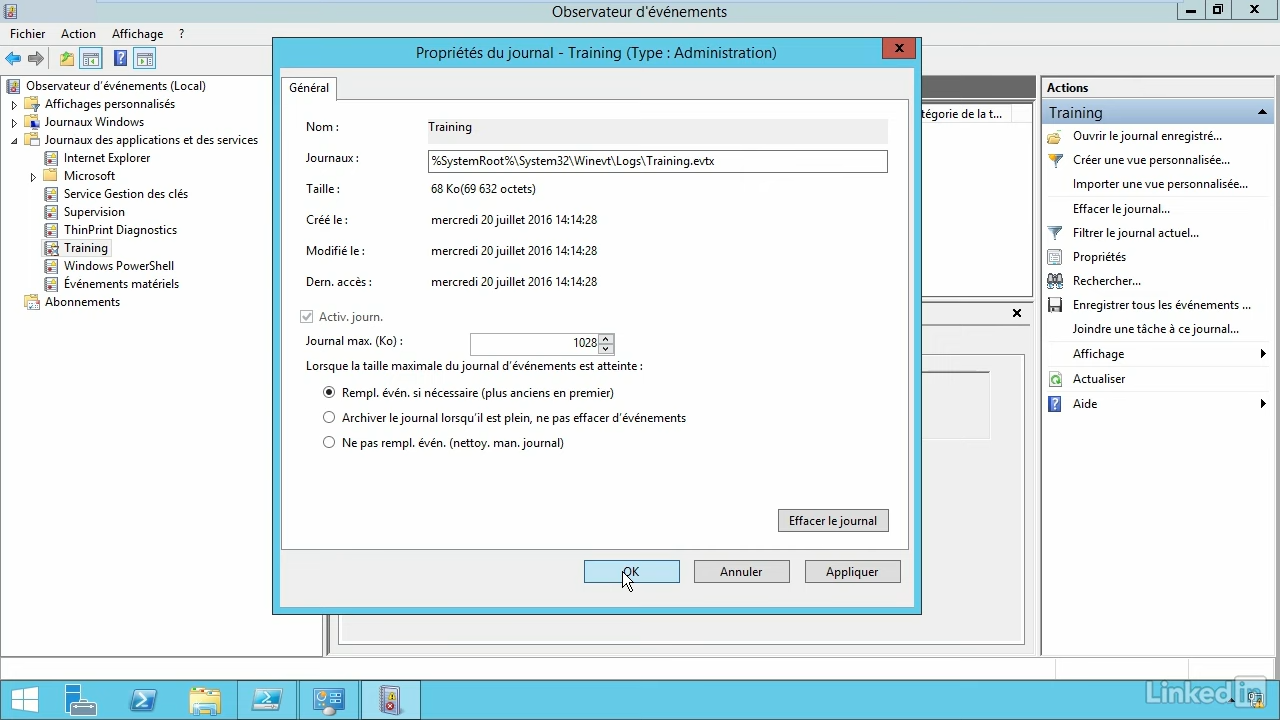 Observateur d'événements
Fichier Action Affichage ?
Observateur d'événements (Local)
Affichages personnalisés
Journaux Windows
Journaux des applications et des services
Internet Explorer
Microsoft
Service Gestion des clés
Supervision
ThinPrint Diagnostics
Training
Windows PowerShell
Événements matériels
Abonnements
Propriétés du journal - Training (Type : Administration)
Général
Nom : Training
Journaux : %SystemRoot%\System32\Winevt\Logs\Training.evtx
Taille : 68 Ko(69 632 octets)
Créé le : mercredi 20 juillet 2016 14:14:28
Modifié le : mercredi 20 juillet 2016 14:14:28
Dern. accès : mercredi 20 juillet 2016 14:14:28
Activ. journ.
Journal max. (Ko) : 1028
Lorsque la taille maximale du journal d'événements est atteinte :
Rempl. évén. si nécessaire (plus anciens en premier)
Archiver le journal lorsqu'il est plein, ne pas effacer d'événements
Ne pas rempl. évén. (nettoy. man. journal)
Effacer le journal
OK Annuler Appliquer
tégorie de la t...
Actions
Training
Ouvrir le journal enregistré...
Créer une vue personnalisée...
Importer une vue personnalisée...
Effacer le journal...
Filtrer le journal actuel...
Propriétés
Rechercher...
Enregistrer tous les événements ...
Joindre une tâche à ce journal...
Affichage
Actualiser
Aide
Linked in